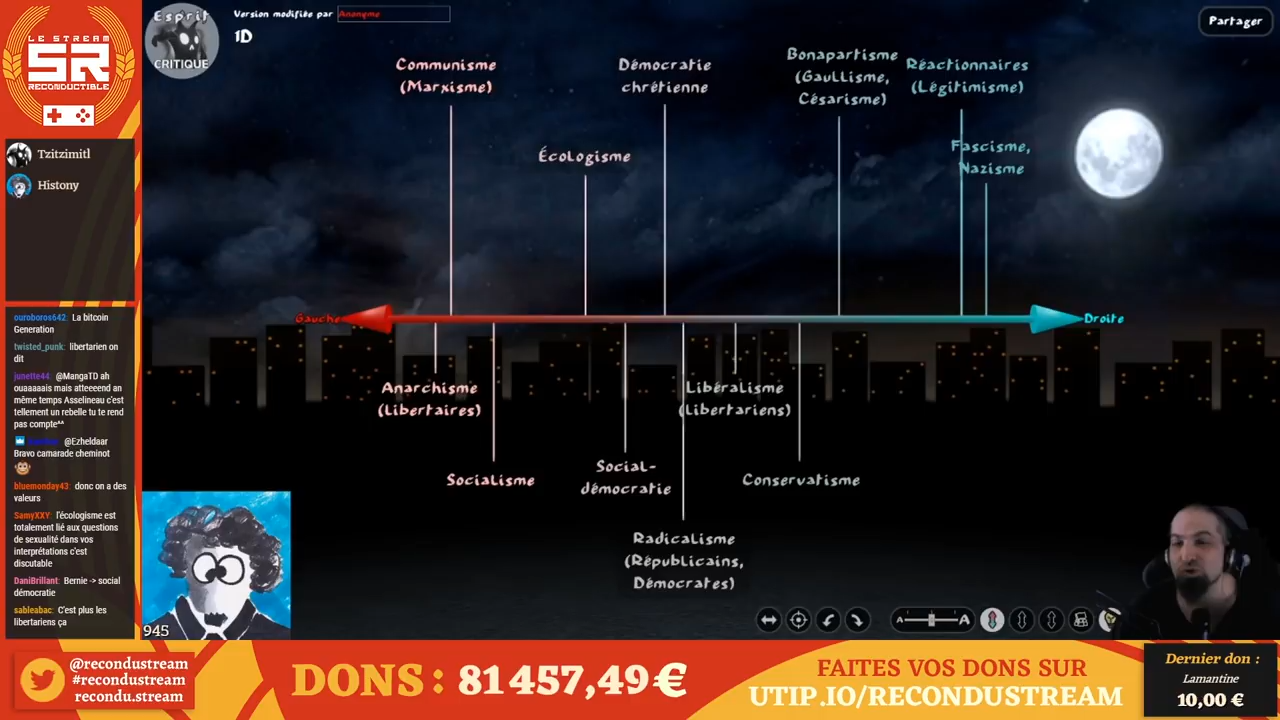 LE STREAM
SR
RECONDUCTIBLE
Esprit
CRITIQUE
Version modifiée par Anonyme
1D
Partager
Communisme
(Marxisme)
Démocratie
chrétienne
Bonapartisme
(Gaullisme,
Césarisme)
Réactionnaires
(Légitimisme)
Écologisme
Fascisme,
Nazisme
Gauche
Droite
Anarchisme
(libertaires)
Libéralisme
(libertariens)
Socialisme
Social-
démocratie
Conservatisme
Radicalisme
(Républicains,
Démocrates)
A A
Tzitzimitl
Histony
ouroboros642: La bitcoin
Generation
twisted_punk: libertarien on
dit
junette44: @MangaTD ah
ouaaaaais mais atteeeend an
même temps Asselineau c'est
tellement un rebelle tu te rend
pas compte^^
@Ezheldaar
Bravo camarade cheminot
bluemonday43: donc on a des
valeurs
SamyXXY: l'écologisme est
totalement lié aux questions
de sexualité dans vos
interprétations c'est
discutable
DaniBrillant: Bernie -> social
démocratie
sableabac: C'est plus les
libertariens ça
945
@recondustream
#recondustream
recondu.stream
DONS : 81 457,49 €
FAITES VOS DONS SUR
UTIP.IO/RECONDUSTREAM
Dernier don :
Lamantine
10,00 €